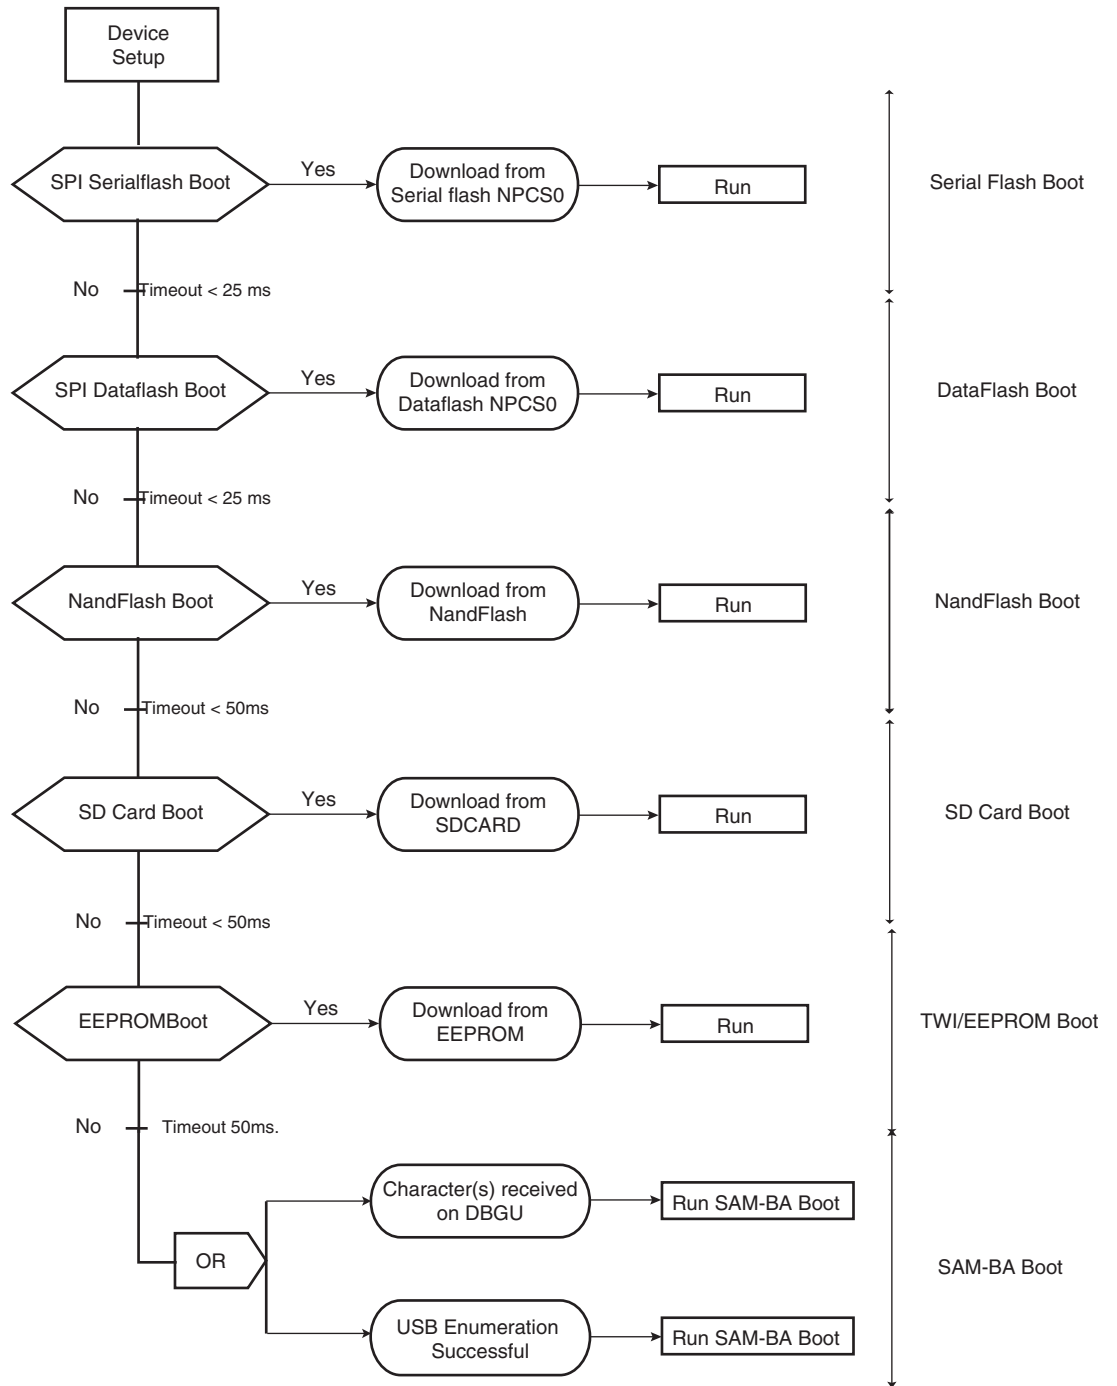 Device
Setup
SPI Serialflash Boot
Yes
Download from
Serial flash NPCS0
Run
Serial Flash Boot
No
Timeout < 25 ms
SPI Dataflash Boot
Yes
Download from
Dataflash NPCS0
Run
DataFlash Boot
No
Timeout < 25 ms
NandFlash Boot
Yes
Download from
NandFlash
Run
NandFlash Boot
No
Timeout < 50ms
SD Card Boot
Yes
Download from
SDCARD
Run
SD Card Boot
No
Timeout < 50ms
EEPROMBoot
Yes
Download from
EEPROM
Run
TWI/EEPROM Boot
No
Timeout 50ms.
Character(s) received
on DBGU
Run SAM-BA Boot
OR
SAM-BA Boot
USB Enumeration
Successful
Run SAM-BA Boot